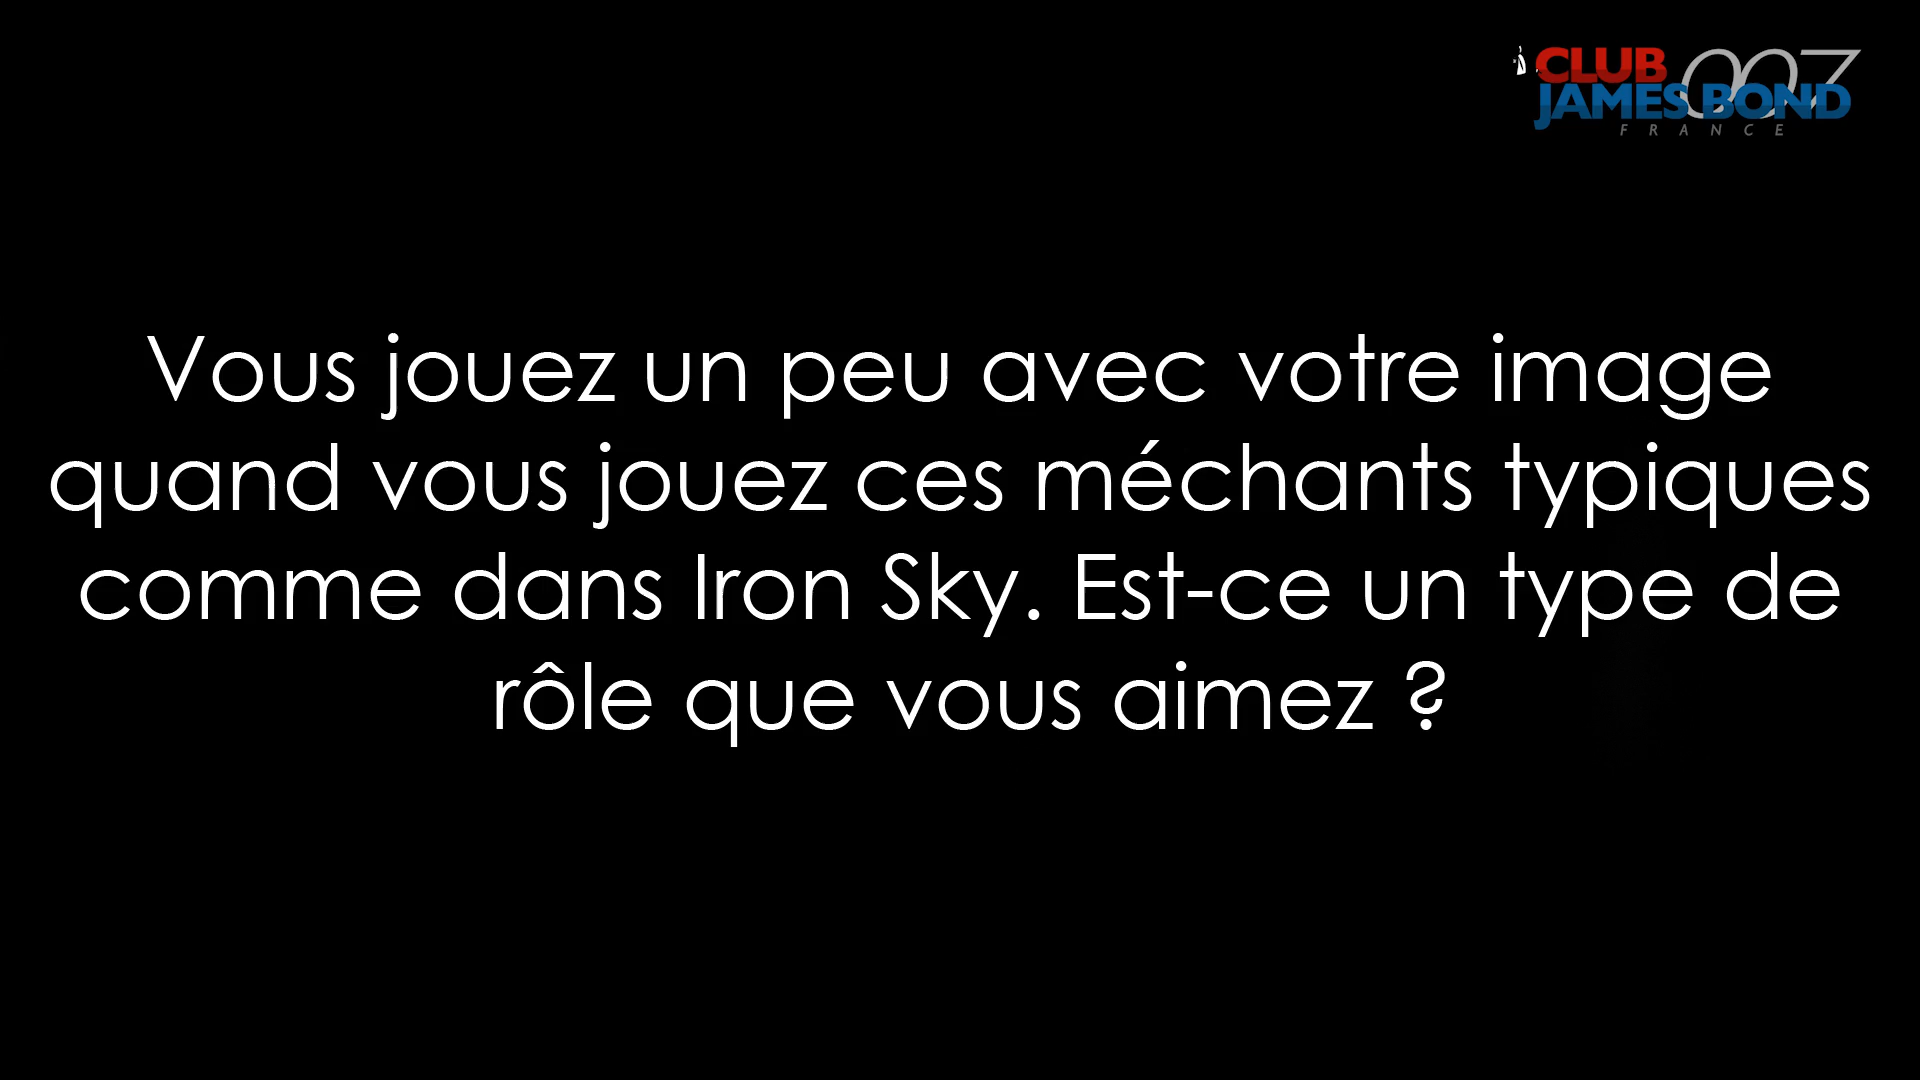 CLUB 007
JAMES BOND
FRANCE
Vous jouez un peu avec votre image
quand vous jouez ces méchants typiques
comme dans Iron Sky. Est-ce un type de
rôle que vous aimez ?